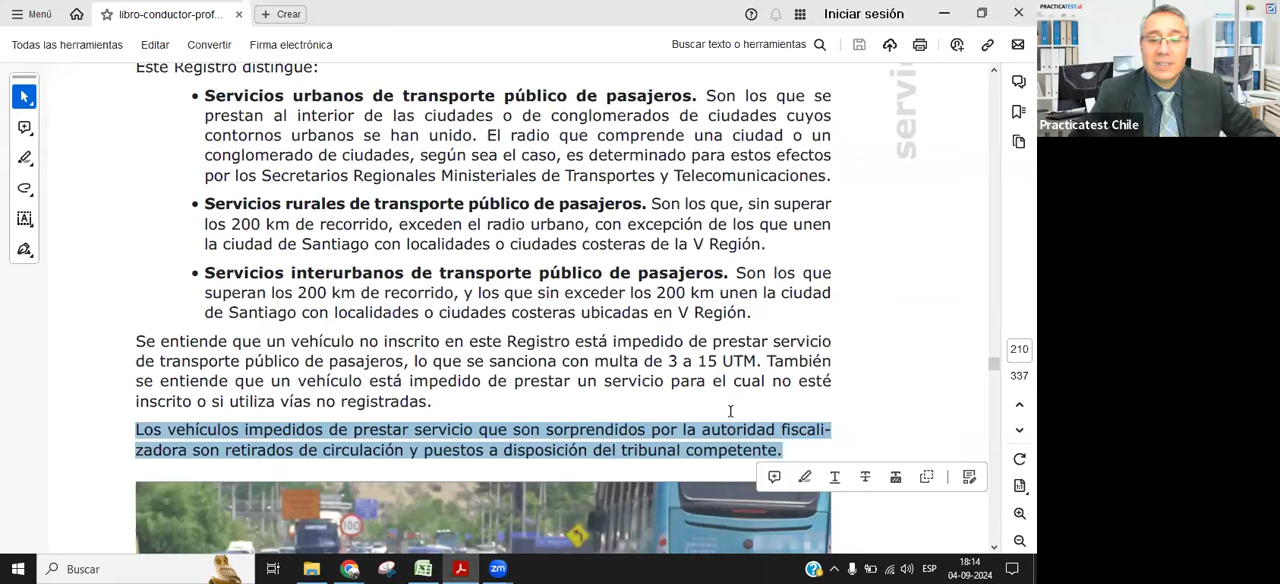 Menú
libro-conductor-prof...
Crear
Iniciar sesión
Todas las herramientas
Editar
Convertir
Firma electrónica
Buscar texto o herramientas
PRACTICATEST.cl
Practicatest Chile
Este Registro distingue:
• Servicios urbanos de transporte público de pasajeros. Son los que se
prestan al interior de las ciudades o de conglomerados de ciudades cuyos
contornos urbanos se han unido. El radio que comprende una ciudad o un
conglomerado de ciudades, según sea el caso, es determinado para estos efectos
por los Secretarios Regionales Ministeriales de Transportes y Telecomunicaciones.
• Servicios rurales de transporte público de pasajeros. Son los que, sin superar
los 200 km de recorrido, exceden el radio urbano, con excepción de los que unen
la ciudad de Santiago con localidades o ciudades costeras de la V Región.
• Servicios interurbanos de transporte público de pasajeros. Son los que
superan los 200 km de recorrido, y los que sin exceder los 200 km unen la ciudad
de Santiago con localidades o ciudades costeras ubicadas en V Región.
Se entiende que un vehículo no inscrito en este Registro está impedido de prestar servicio
de transporte público de pasajeros, lo que se sanciona con multa de 3 a 15 UTM. También
se entiende que un vehículo está impedido de prestar un servicio para el cual no esté
inscrito o si utiliza vías no registradas.
Los vehículos impedidos de prestar servicio que son sorprendidos por la autoridad fiscali-
zadora son retirados de circulación y puestos a disposición del tribunal competente.
servi
210
337
100
Buscar
ESP
18:14
04-09-2024